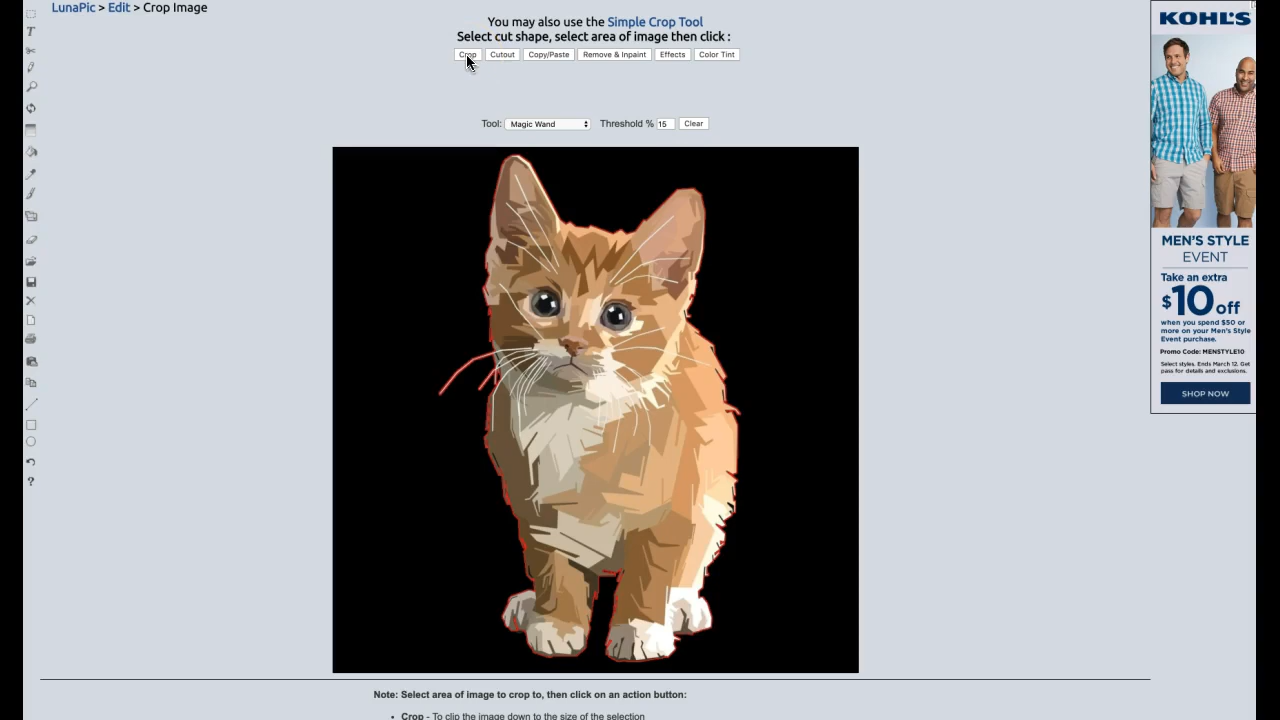 LunaPic > Edit > Crop Image
You may also use the Simple Crop Tool
Select cut shape, select area of image then click :
Crop Cutout Copy/Paste Remove & Inpaint Effects Color Tint
Tool: Magic Wand Threshold % 15 Clear
KOHL'S
MEN'S STYLE
EVENT
Take an extra
$10 off
when you spend $50 or
more on your Men's Style
Event purchase.
Promo Code: MENSTYLE10
Select styles. Ends March 12. Get
pass for details and exclusions.
SHOP NOW
Note: Select area of image to crop to, then click on an action button:
• Crop - To clip the image down to the size of the selection